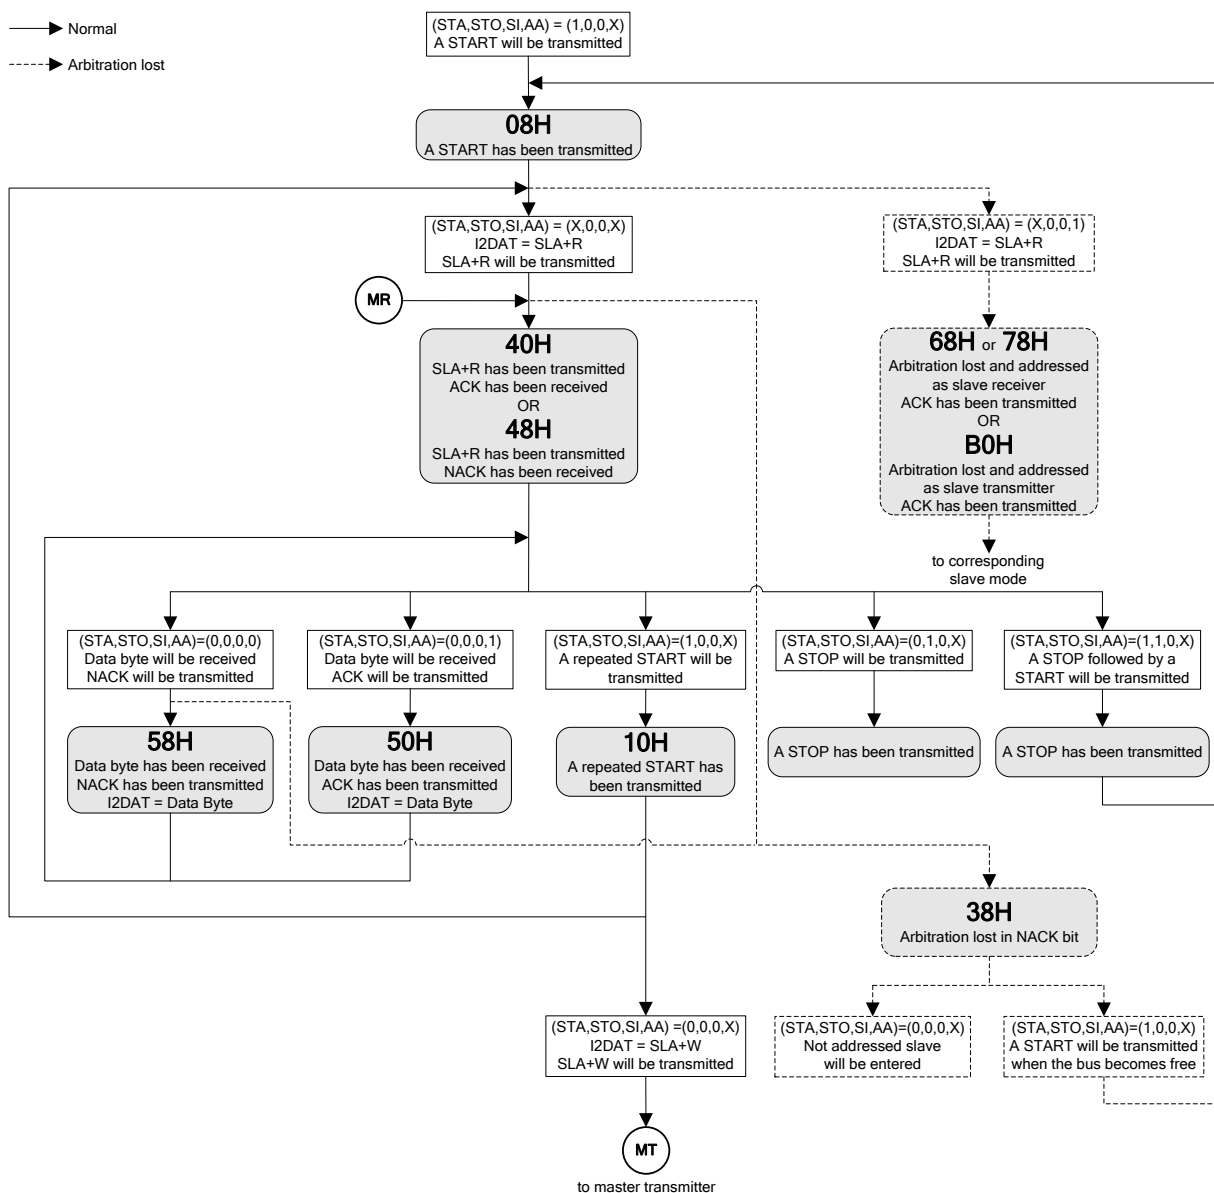 Normal
Arbitration lost
(STA,STO,SI,AA) = (1,0,0,X)
A START will be transmitted
08H
A START has been transmitted
(STA,STO,SI,AA) = (X,0,0,X)
I2DAT = SLA+R
SLA+R will be transmitted
(STA,STO,SI,AA) = (X,0,0,1)
I2DAT = SLA+R
SLA+R will be transmitted
MR
40H
SLA+R has been transmitted
ACK has been received
OR
48H
SLA+R has been transmitted
NACK has been received
68H or 78H
Arbitration lost and addressed
as slave receiver
ACK has been transmitted
OR
B0H
Arbitration lost and addressed
as slave transmitter
ACK has been transmitted
to corresponding
slave mode
(STA,STO,SI,AA)=(0,0,0,0)
Data byte will be received
NACK will be transmitted
(STA,STO,SI,AA)=(0,0,0,1)
Data byte will be received
ACK will be transmitted
(STA,STO,SI,AA)=(1,0,0,X)
A repeated START will be
transmitted
(STA,STO,SI,AA)=(0,1,0,X)
A STOP will be transmitted
(STA,STO,SI,AA)=(1,1,0,X)
A STOP followed by a
START will be transmitted
58H
Data byte has been received
NACK has been transmitted
I2DAT = Data Byte
50H
Data byte has been received
ACK has been transmitted
I2DAT = Data Byte
10H
A repeated START has
been transmitted
A STOP has been transmitted
A STOP has been transmitted
38H
Arbitration lost in NACK bit
(STA,STO,SI,AA) =(0,0,0,X)
I2DAT = SLA+W
SLA+W will be transmitted
(STA,STO,SI,AA)=(0,0,0,X)
Not addressed slave
will be entered
(STA,STO,SI,AA)=(1,0,0,X)
A START will be transmitted
when the bus becomes free
MT
to master transmitter